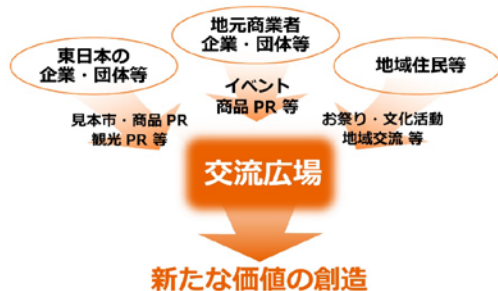 東日本の
企業・団体等
地元商業者
企業・団体等
地域住民等
見本市・商品 PR
観光 PR 等
イベント
商品 PR 等
お祭り・文化活動
地域交流 等
交流広場
新たな価値の創造